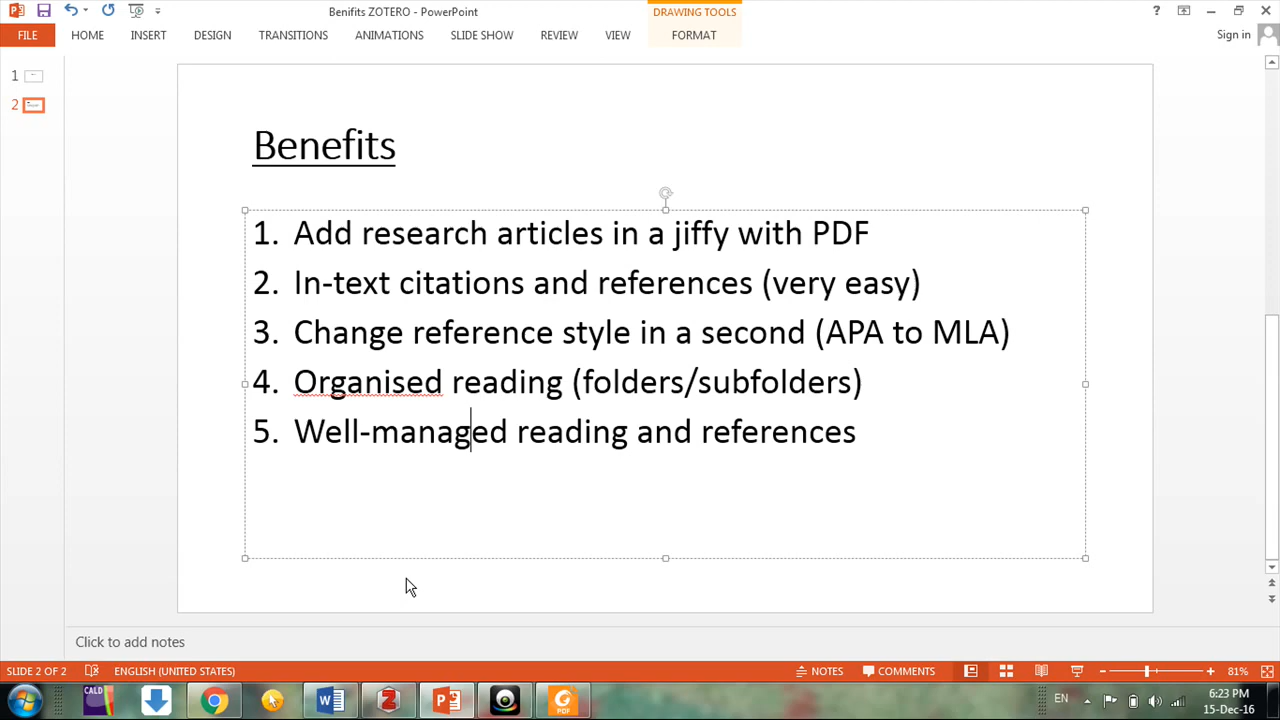 Benifits ZOTERO - PowerPoint
DRAWING TOOLS
?
FILE HOME INSERT DESIGN TRANSITIONS ANIMATIONS SLIDE SHOW REVIEW VIEW FORMAT Sign in
1
2
Benefits
1. Add research articles in a jiffy with PDF
2. In-text citations and references (very easy)
3. Change reference style in a second (APA to MLA)
4. Organised reading (folders/subfolders)
5. Well-managed reading and references
Click to add notes
SLIDE 2 OF 2 ENGLISH (UNITED STATES) NOTES COMMENTS 81%
CALD PDF EN 6:23 PM
15-Dec-16